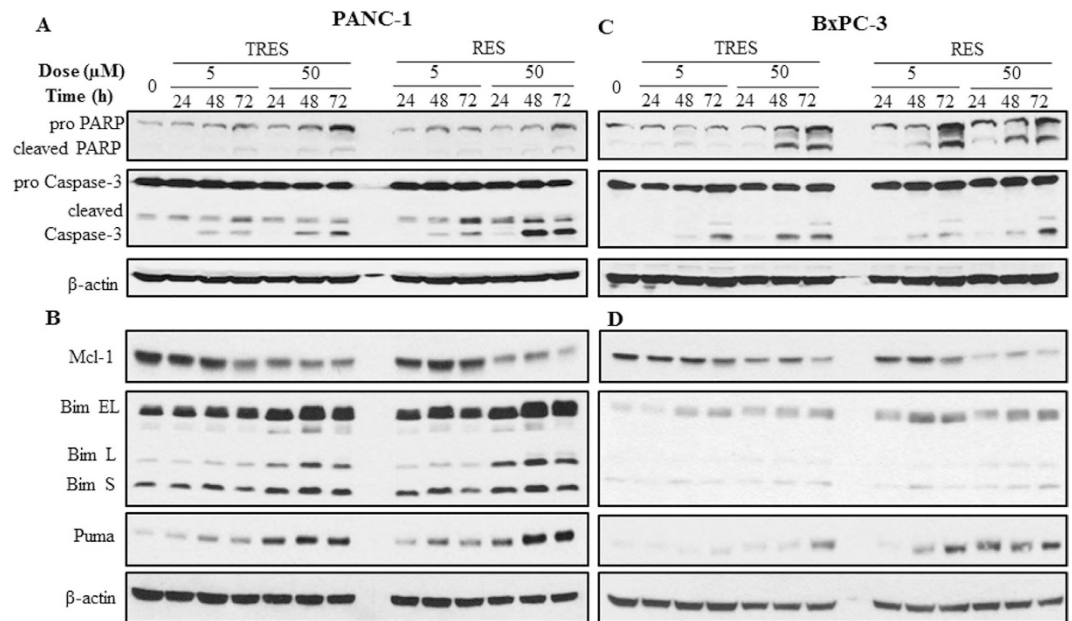 A PANC-1 C BxPC-3
TRES RES TRES RES
Dose (μM) 0 5 50 5 50 0 5 50 5 50
Time (h) 24 48 72 24 48 72 24 48 72 24 48 72 24 48 72 24 48 72 24 48 72 24 48 72
pro PARP
cleaved PARP
pro Caspase-3
cleaved
Caspase-3
β-actin
B D
Mcl-1
Bim EL
Bim L
Bim S
Puma
β-actin